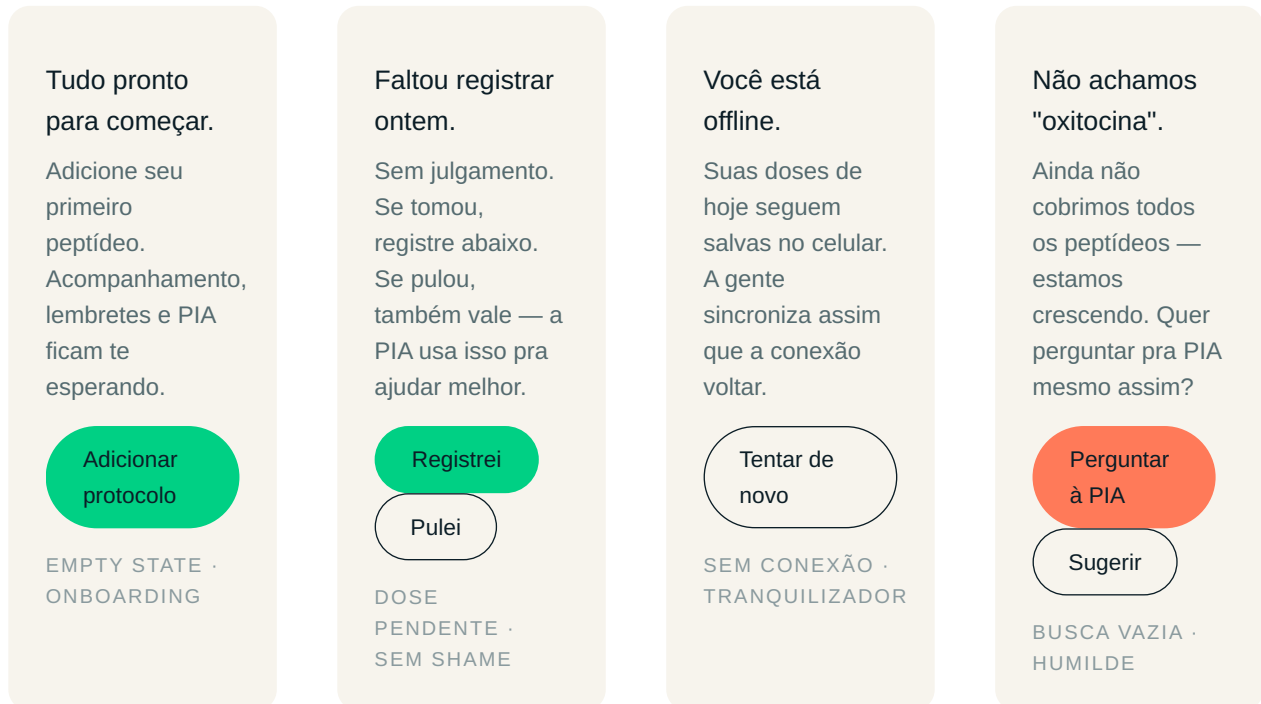 Tudo pronto
para começar.
Adicione seu
primeiro
peptídeo.
Acompanhamento,
lembretes e PIA
ficam te
esperando.
Adicionar
protocolo
EMPTY STATE ·
ONBOARDING
Faltou registrar
ontem.
Sem julgamento.
Se tomou,
registre abaixo.
Se pulou,
também vale — a
PIA usa isso pra
ajudar melhor.
Registrei
Pulei
DOSE
PENDENTE ·
SEM SHAME
Você está
offline.
Suas doses de
hoje seguem
salvas no celular.
A gente
sincroniza assim
que a conexão
voltar.
Tentar de
novo
SEM CONEXÃO ·
TRANQUILIZADOR
Não achamos
"oxitocina".
Ainda não
cobrimos todos
os peptídeos —
estamos
crescendo. Quer
perguntar pra PIA
mesmo assim?
Perguntar
à PIA
Sugerir
BUSCA VAZIA ·
HUMILDE